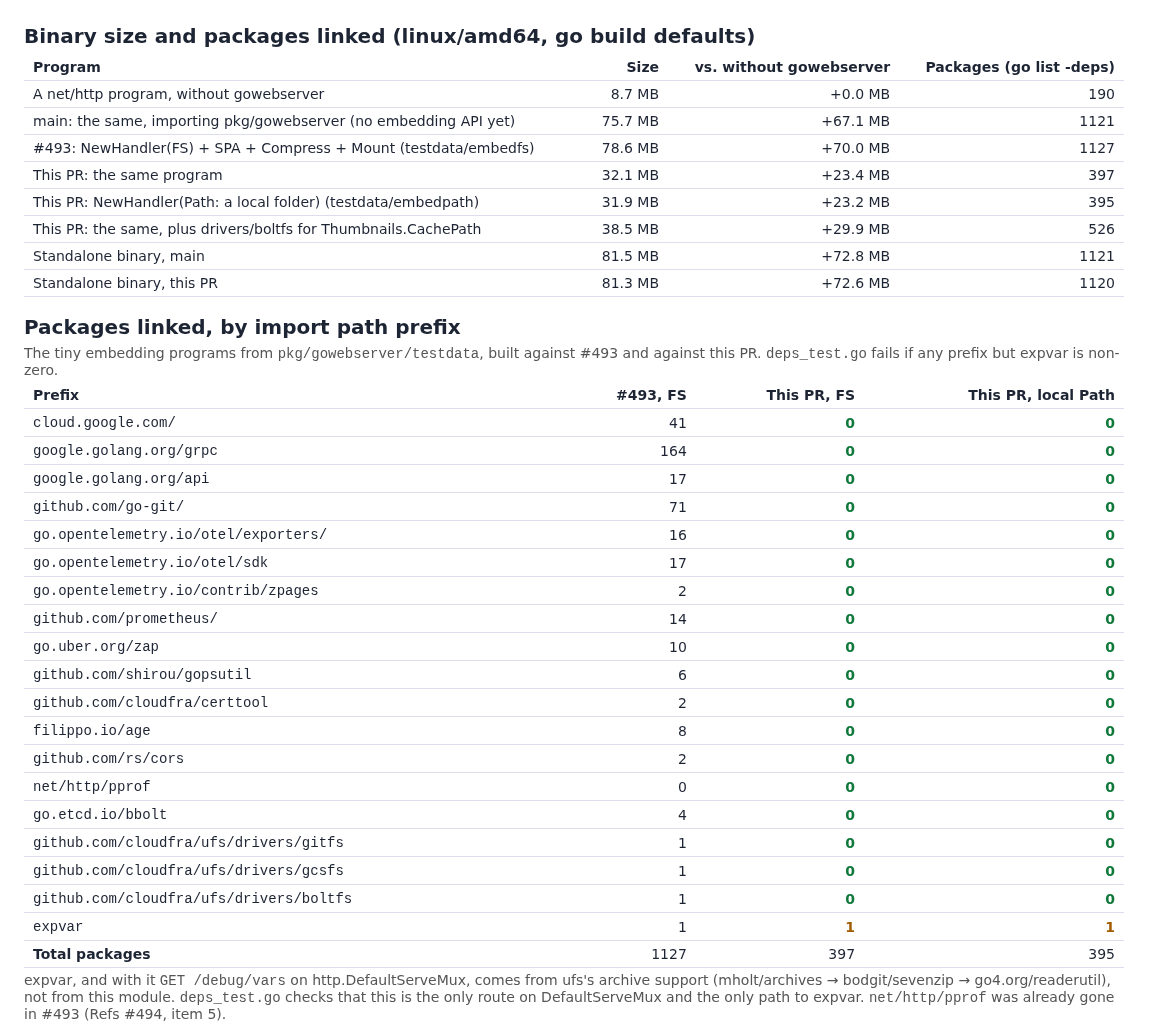 Binary size and packages linked (linux/amd64, go build defaults)
Program Size vs. without gowebserver Packages (go list -deps)
A net/http program, without gowebserver 8.7 MB +0.0 MB 190
main: the same, importing pkg/gowebserver (no embedding API yet) 75.7 MB +67.1 MB 1121
#493: NewHandler(FS) + SPA + Compress + Mount (testdata/embedfs) 78.6 MB +70.0 MB 1127
This PR: the same program 32.1 MB +23.4 MB 397
This PR: NewHandler(Path: a local folder) (testdata/embedpath) 31.9 MB +23.2 MB 395
This PR: the same, plus drivers/boltfs for Thumbnails.CachePath 38.5 MB +29.9 MB 526
Standalone binary, main 81.5 MB +72.8 MB 1121
Standalone binary, this PR 81.3 MB +72.6 MB 1120
Packages linked, by import path prefix
The tiny embedding programs from pkg/gowebserver/testdata, built against #493 and against this PR. deps_test.go fails if any prefix but expvar is non-
zero.
Prefix #493, FS This PR, FS This PR, local Path
cloud.google.com/ 41 0 0
google.golang.org/grpc 164 0 0
google.golang.org/api 17 0 0
github.com/go-git/ 71 0 0
go.opentelemetry.io/otel/exporters/ 16 0 0
go.opentelemetry.io/otel/sdk 17 0 0
go.opentelemetry.io/contrib/zpages 2 0 0
github.com/prometheus/ 14 0 0
go.uber.org/zap 10 0 0
github.com/shirou/gopsutil 6 0 0
github.com/cloudfra/certtool 2 0 0
filippo.io/age 8 0 0
github.com/rs/cors 2 0 0
net/http/pprof 0 0 0
go.etcd.io/bbolt 4 0 0
github.com/cloudfra/ufs/drivers/gitfs 1 0 0
github.com/cloudfra/ufs/drivers/gcsfs 1 0 0
github.com/cloudfra/ufs/drivers/boltfs 1 0 0
expvar 1 1 1
Total packages 1127 397 395
expvar, and with it GET /debug/vars on http.DefaultServeMux, comes from ufs's archive support (mholt/archives → bodgit/sevenzip → go4.org/readerutil),
not from this module. deps_test.go checks that this is the only route on DefaultServeMux and the only path to expvar. net/http/pprof was already gone
in #493 (Refs #494, item 5).